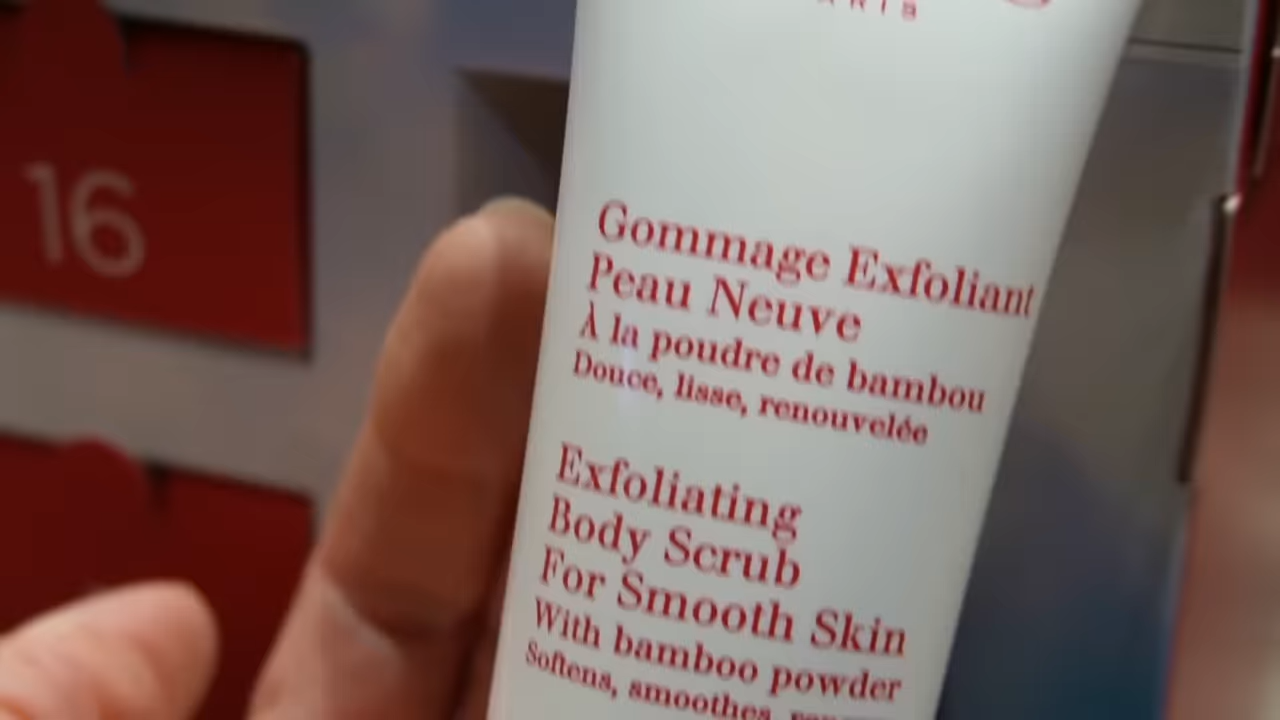 PARIS
16
Gommage Exfoliant
Peau Neuve
À la poudre de bambou
Douce, lisse, renouvelée
Exfoliating
Body Scrub
For Smooth Skin
With bamboo powder
Softens, smoothes,